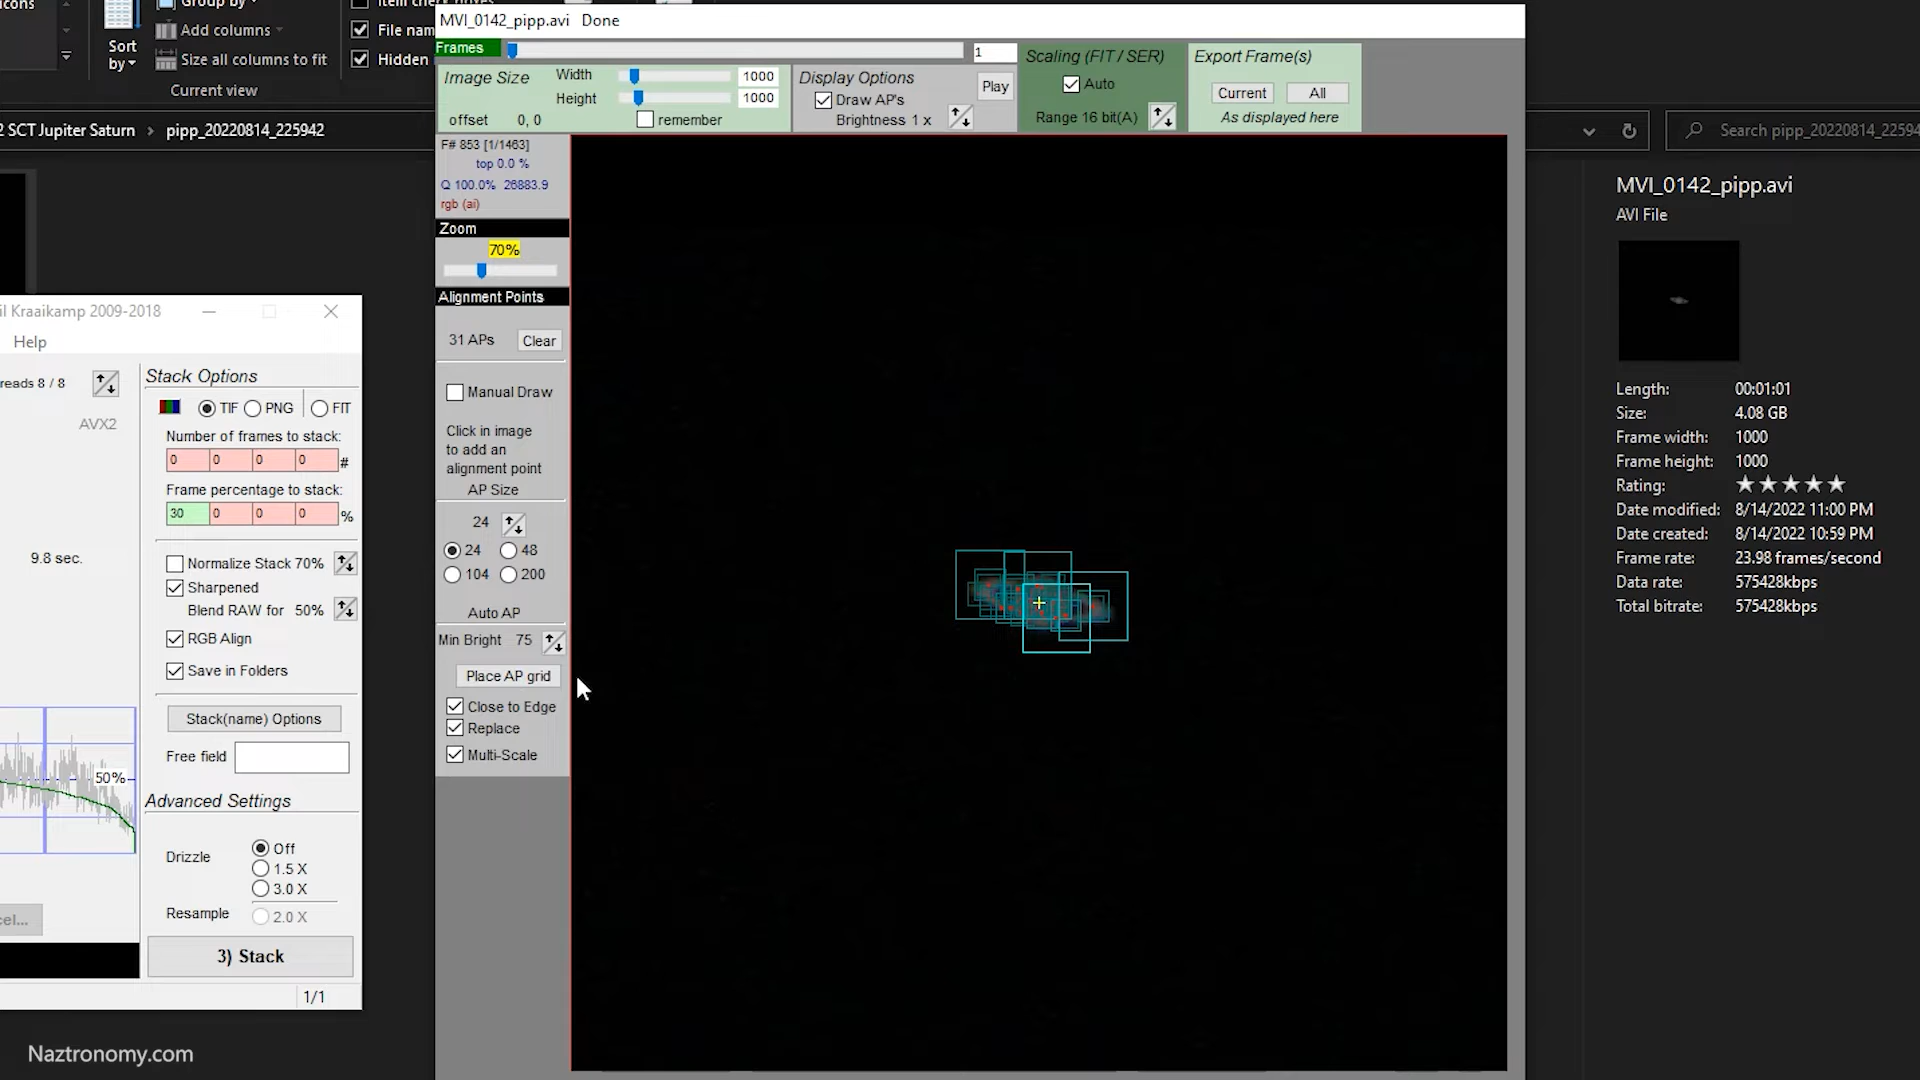 Sort
by
Group by
Add columns
Size all columns to fit
Current view
File nam
Hidden
2 SCT Jupiter Saturn › pipp_20220814_225942
MVI_0142_pipp.avi Done
Frames
1
Image Size
Width 1000
Height 1000
offset 0, 0
remember
Display Options
Draw AP's
Brightness 1 x
Play
Scaling (FIT / SER)
Auto
Range 16 bit(A)
Export Frame(s)
Current All
As displayed here
F# 853 [1/1463]
top 0.0 %
Q 100.0% 26883.9
rgb (ai)
Zoom
70%
Alignment Points
31 APs Clear
Manual Draw
Click in image
to add an
alignment point
AP Size
24
24 48
104 200
Auto AP
Min Bright 75
Place AP grid
Close to Edge
Replace
Multi-Scale
il Kraaikamp 2009-2018
Help
reads 8 / 8
AVX2
9.8 sec.
50%
cel...
Stack Options
TIF PNG FIT
Number of frames to stack:
0 0 0 0 #
Frame percentage to stack:
30 0 0 0 %
Normalize Stack 70%
Sharpened
Blend RAW for 50%
RGB Align
Save in Folders
Stack(name) Options
Free field
Advanced Settings
Drizzle
Off
1.5 X
3.0 X
Resample 2.0 X
3) Stack
1/1
Naztronomy.com
Search pipp_20220814_2259
MVI_0142_pipp.avi
AVI File
Length: 00:01:01
Size: 4.08 GB
Frame width: 1000
Frame height: 1000
Rating:
Date modified: 8/14/2022 11:00 PM
Date created: 8/14/2022 10:59 PM
Frame rate: 23.98 frames/second
Data rate: 575428kbps
Total bitrate: 575428kbps